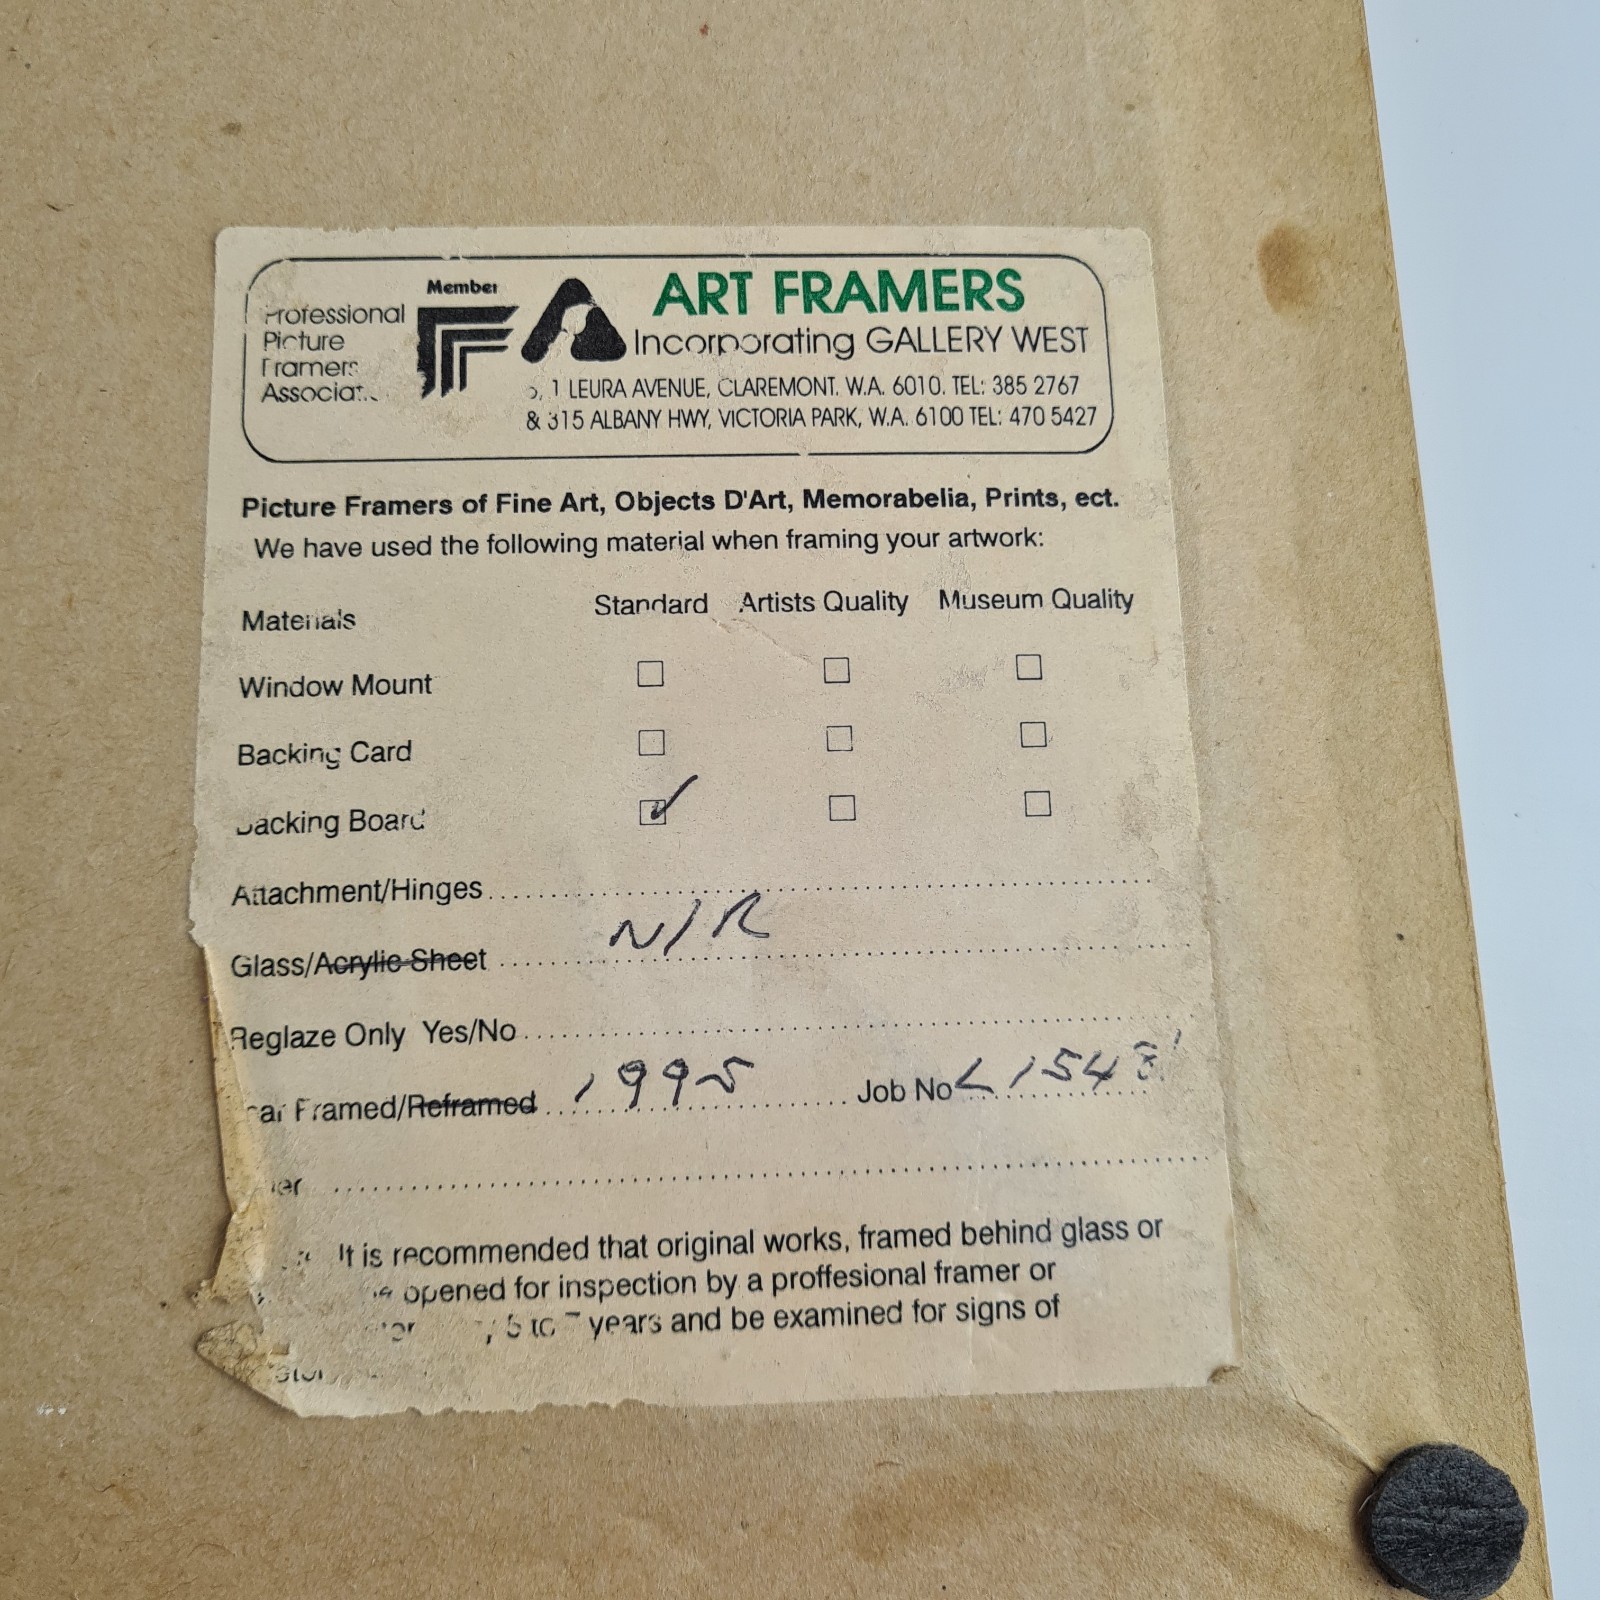 Member
Professional
Picture
Framers
ART FRAMERS
Incorporating GALLERY WEST
1 LEURA AVENUE, CLAREMONT. W.A. 6010. TEL: 385 2767
& 315 ALBANY HWY, VICTORIA PARK, W.A. 6100 TEL: 470 5427
Picture Framers of Fine Art, Objects D'Art, Memorabelia, Prints, ect.
We have used the following material when framing your artwork:
Materials Standard Artists Quality Museum Quality
Window Mount
Backing Card
Backing Board
Attachment/Hinges
Glass/Acrylic Sheet N/R
Reglaze Only Yes/No
Framed/Reframed 1995 Job No
It is recommended that original works, framed behind glass or
opened for inspection by a proffesional framer or
5 to years and be examined for signs of